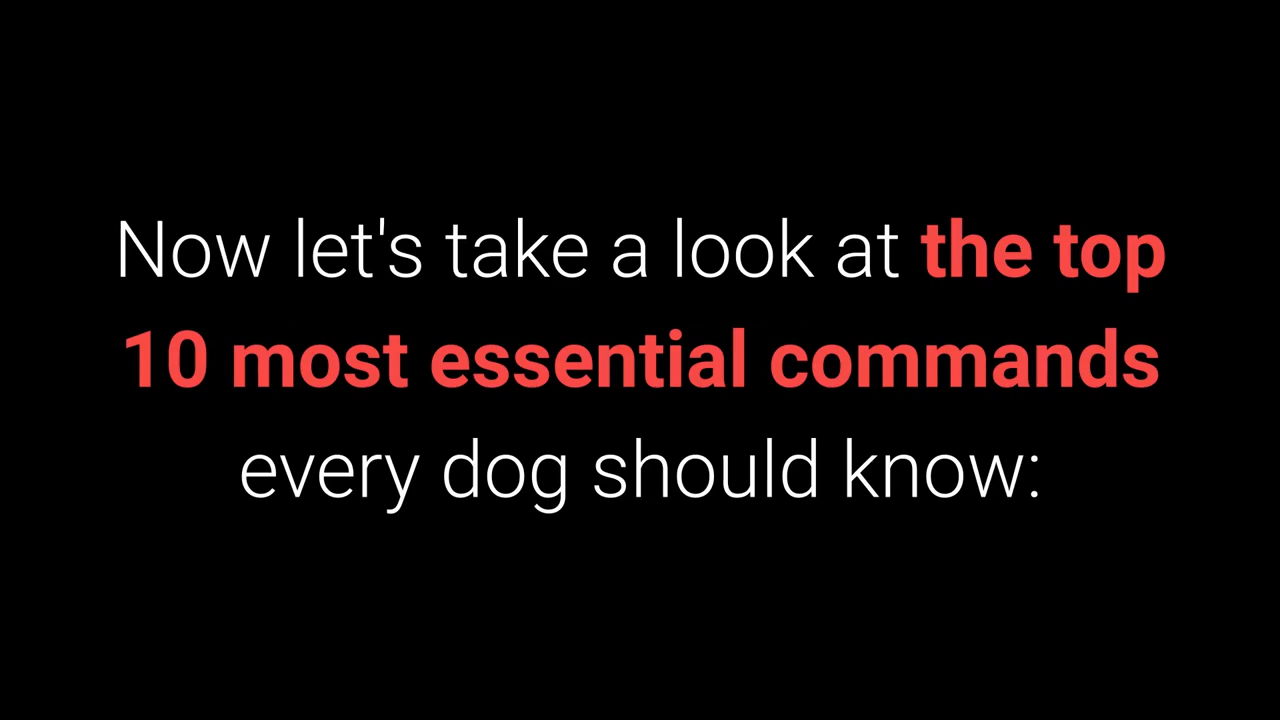 Now let's take a look at the top
10 most essential commands
every dog should know: